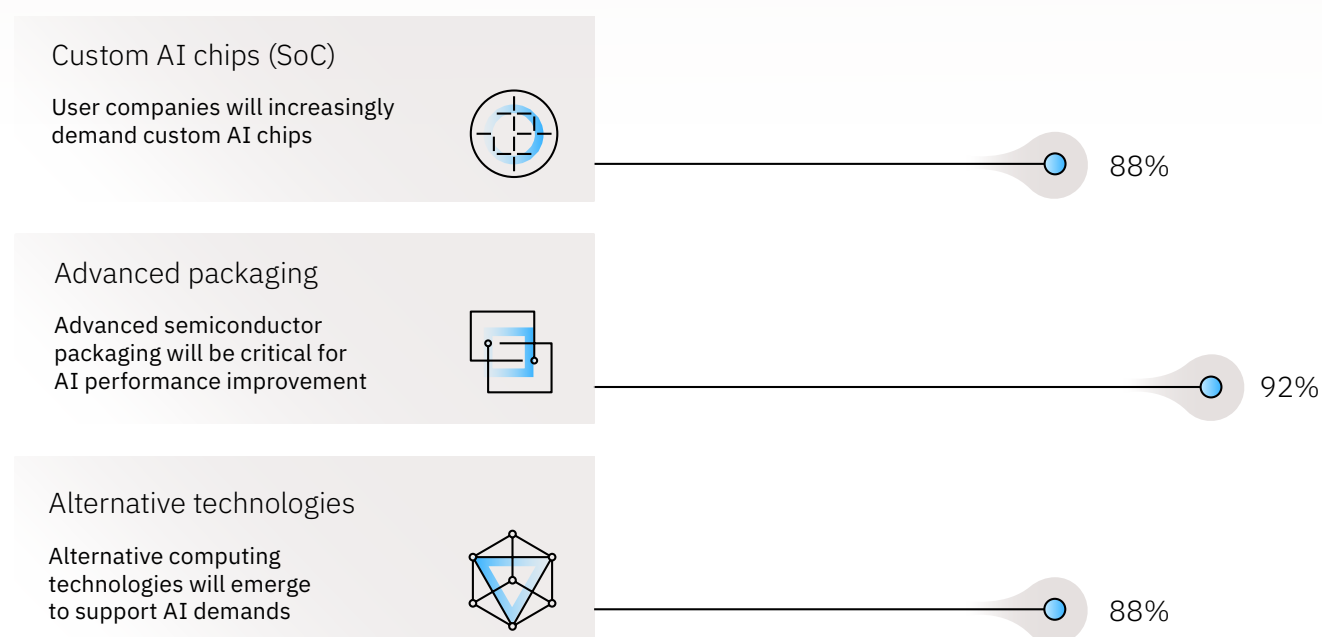 Custom AI chips (SoC)
User companies will increasingly
demand custom AI chips
88%
Advanced packaging
Advanced semiconductor
packaging will be critical for
AI performance improvement
92%
Alternative technologies
Alternative computing
technologies will emerge
to support AI demands
88%